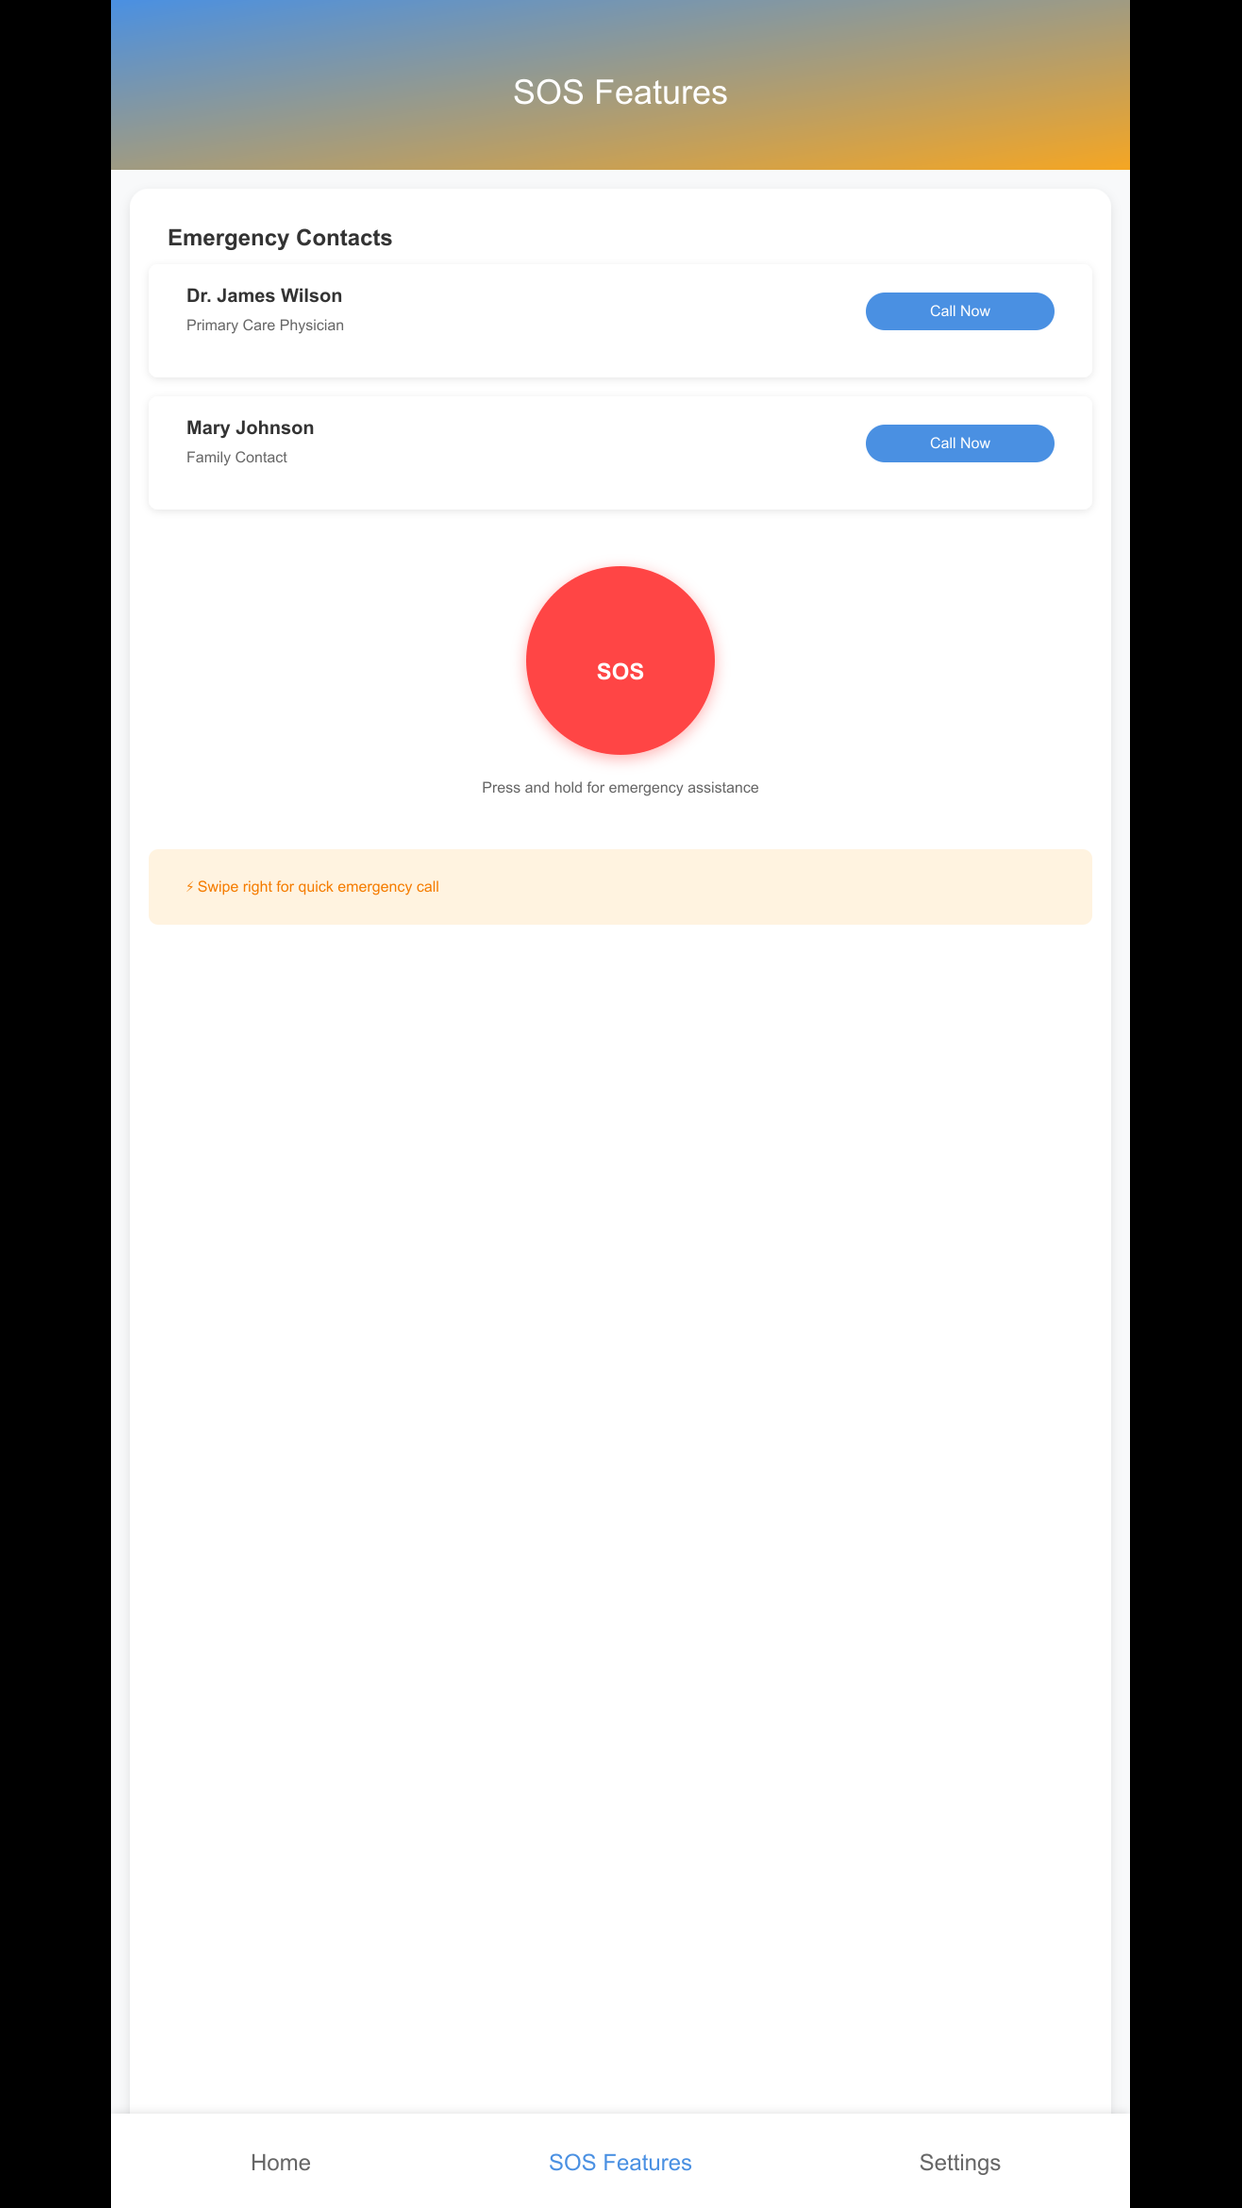 SOS Features
Emergency Contacts
Dr. James Wilson
Primary Care Physician
Call Now
Mary Johnson
Family Contact
Call Now
SOS
Press and hold for emergency assistance
⚡ Swipe right for quick emergency call
Home
SOS Features
Settings